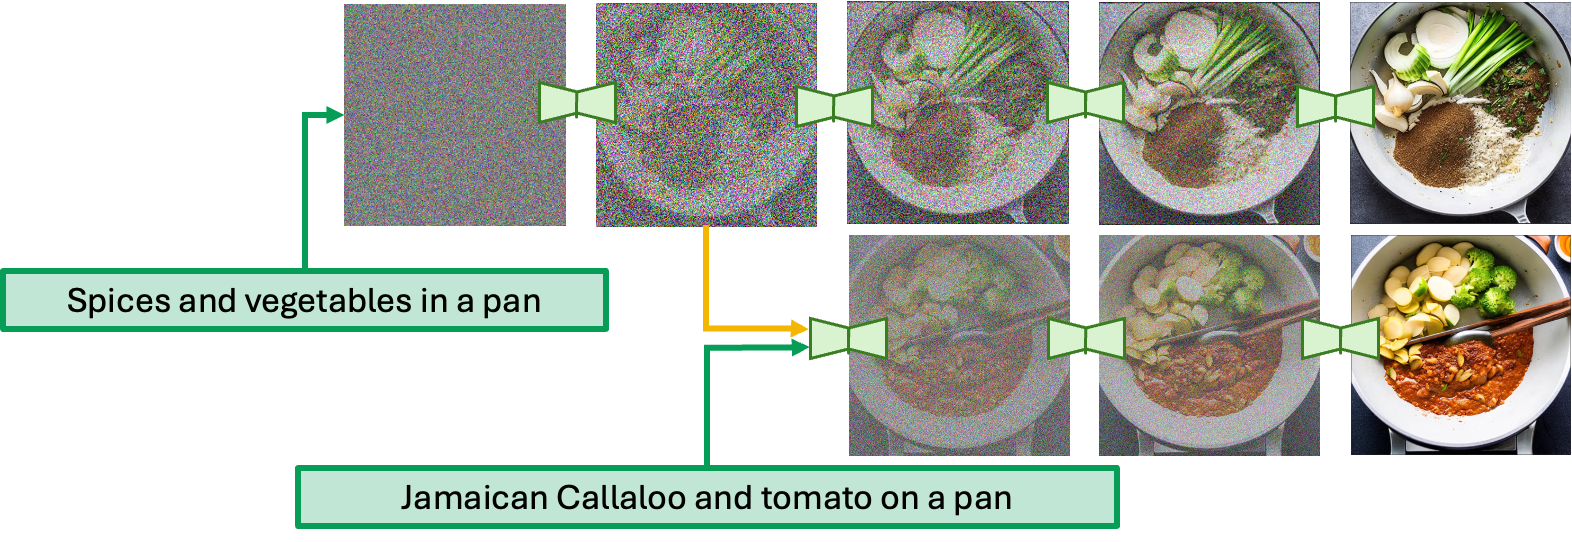 Spices and vegetables in a pan
Jamaican Callaloo and tomato on a pan